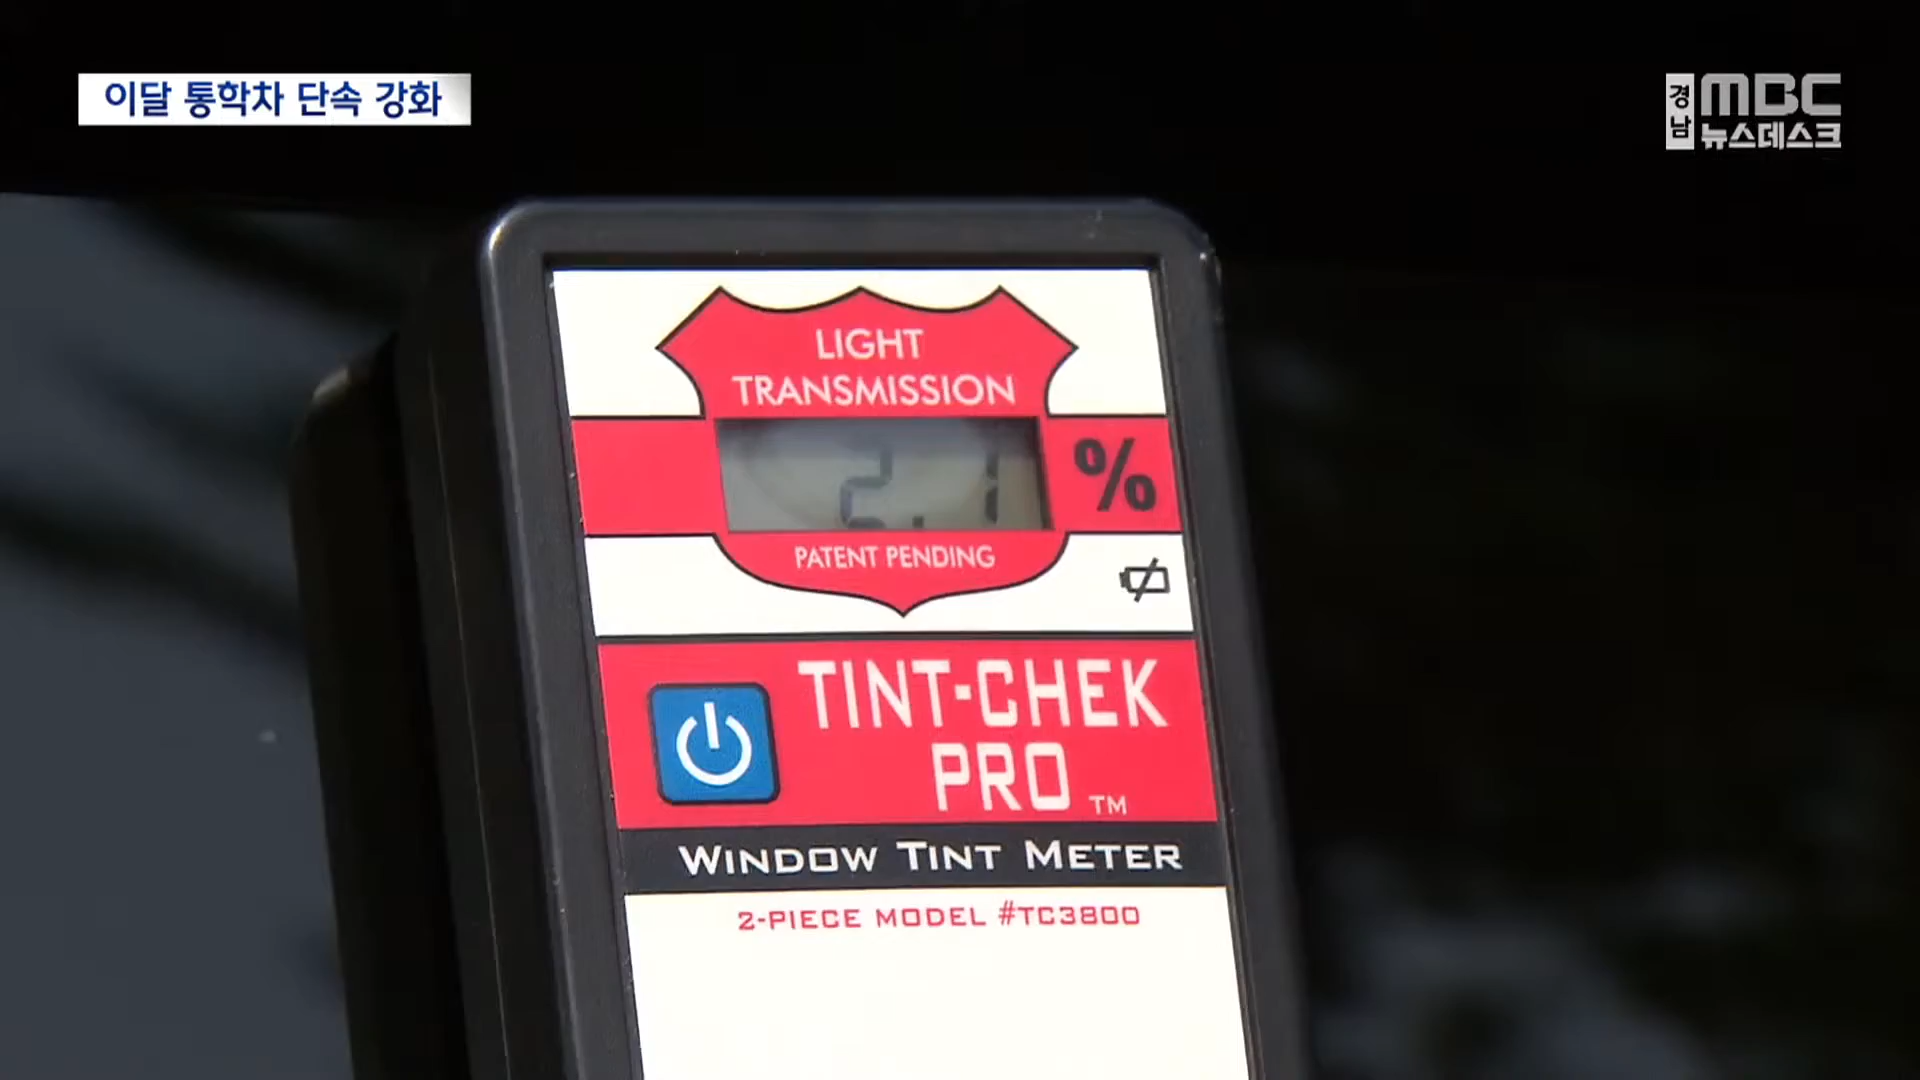 이달 통학차 단속 강화
경남 MBC
뉴스데스크
LIGHT
TRANSMISSION
2.1 %
PATENT PENDING
TINT-CHEK
PRO ™
WINDOW TINT METER
2-PIECE MODEL #TC3800